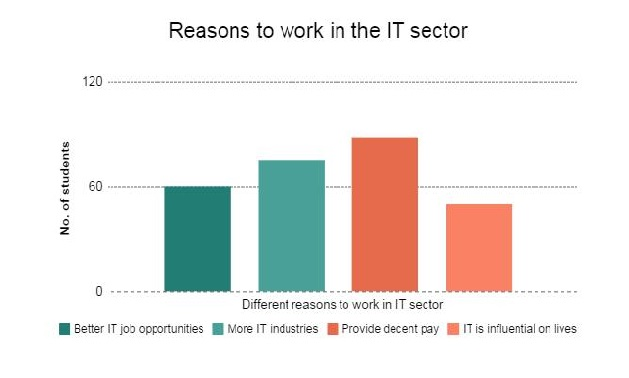 Reasons to work in the IT sector
120
No. of students
60
0
Different reasons to work in IT sector
Better IT job opportunities More IT industries Provide decent pay IT is influential on lives